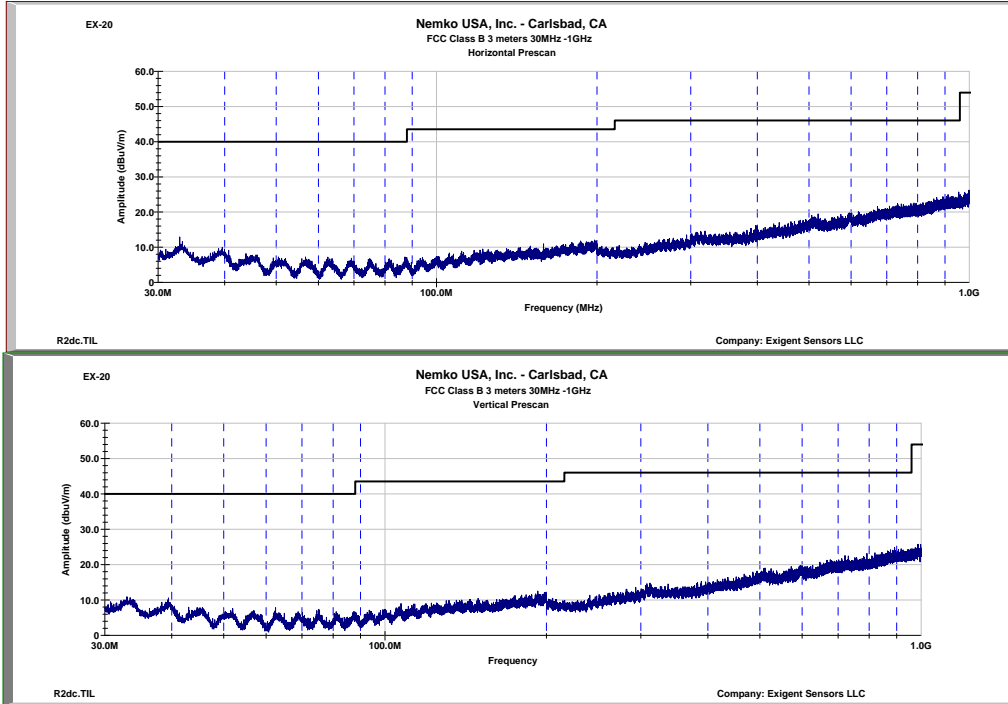 EX-20
Nemko USA, Inc. - Carlsbad, CA
FCC Class B 3 meters 30MHz -1GHz
Horizontal Prescan
Amplitude (dBuV/m)
60.0
50.0
40.0
30.0
20.0
10.0
0
30.0M 100.0M 1.0G
Frequency (MHz)
R2dc.TIL Company: Exigent Sensors LLC
EX-20
Nemko USA, Inc. - Carlsbad, CA
FCC Class B 3 meters 30MHz -1GHz
Vertical Prescan
Amplitude (dbuV/m)
60.0
50.0
40.0
30.0
20.0
10.0
0
30.0M 100.0M 1.0G
Frequency
R2dc.TIL Company: Exigent Sensors LLC